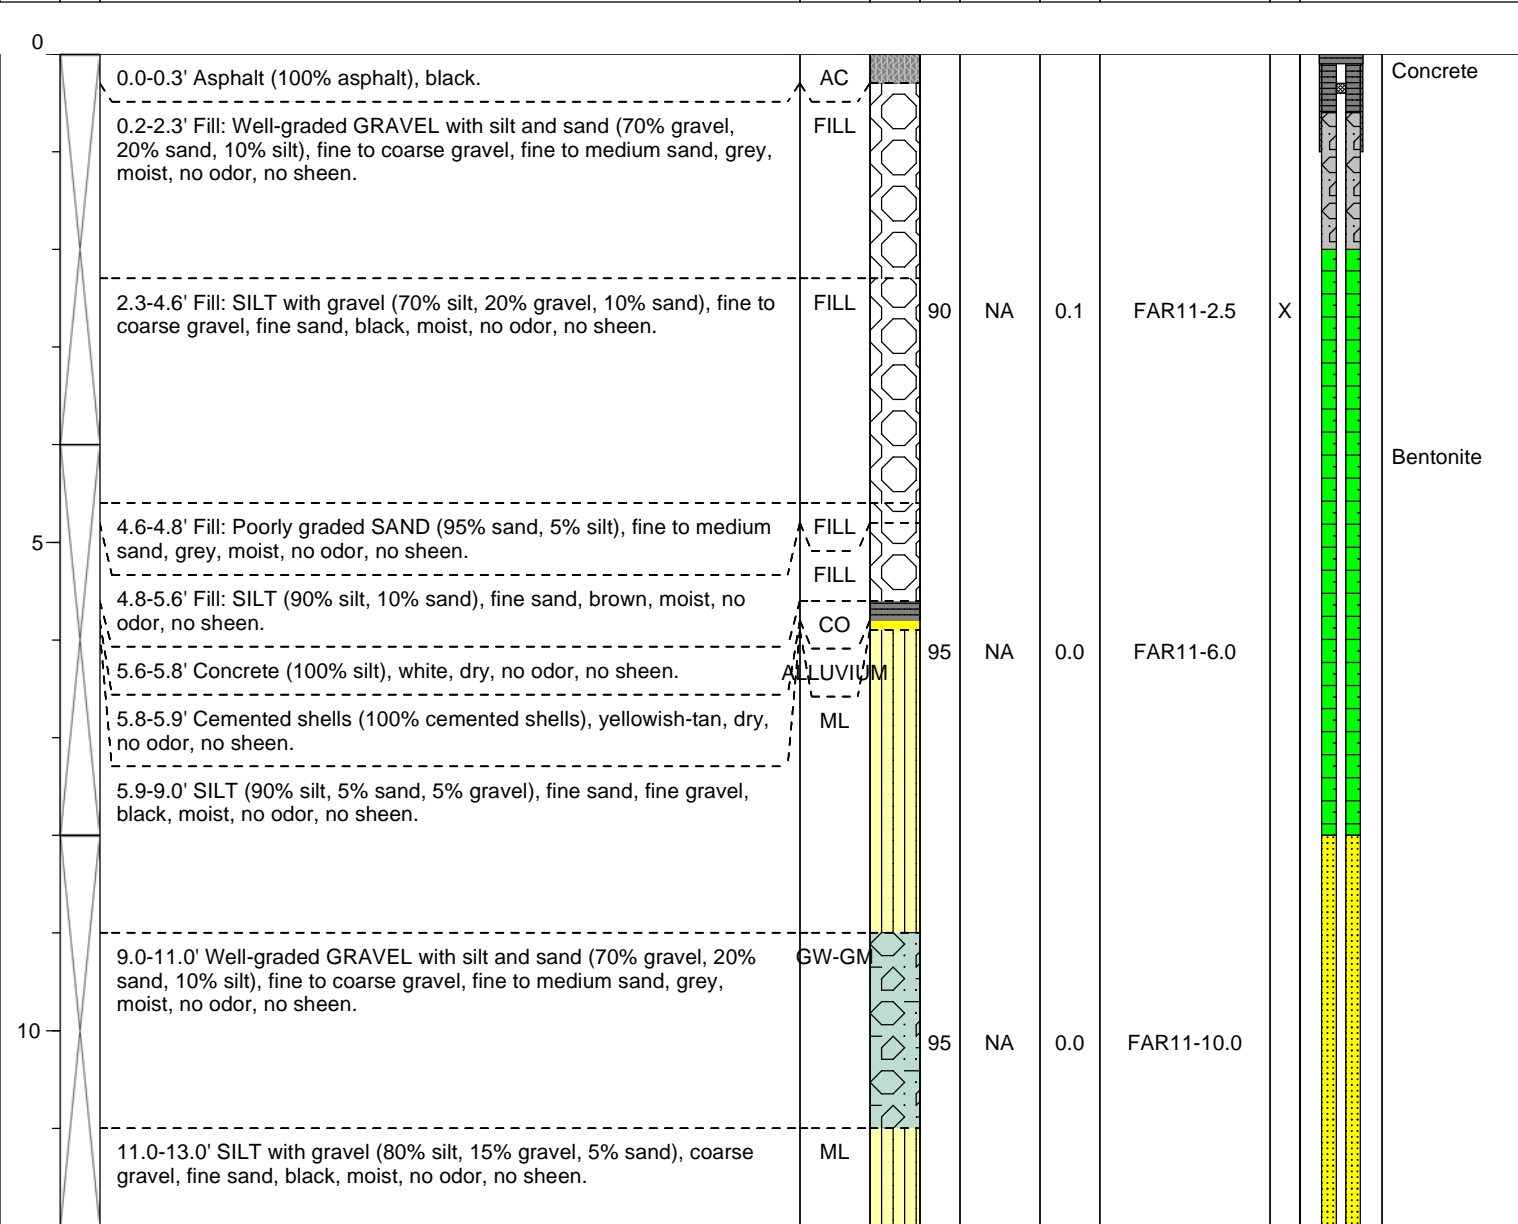 0
0.0-0.3' Asphalt (100% asphalt), black.
AC
Concrete
0.2-2.3' Fill: Well-graded GRAVEL with silt and sand (70% gravel,
20% sand, 10% silt), fine to coarse gravel, fine to medium sand, grey,
moist, no odor, no sheen.
FILL
2.3-4.6' Fill: SILT with gravel (70% silt, 20% gravel, 10% sand), fine to
coarse gravel, fine sand, black, moist, no odor, no sheen.
FILL
90 NA 0.1 FAR11-2.5 X
Bentonite
4.6-4.8' Fill: Poorly graded SAND (95% sand, 5% silt), fine to medium
sand, grey, moist, no odor, no sheen.
FILL
5
4.8-5.6' Fill: SILT (90% silt, 10% sand), fine sand, brown, moist, no
odor, no sheen.
FILL
5.6-5.8' Concrete (100% silt), white, dry, no odor, no sheen.
CO
95 NA 0.0 FAR11-6.0
5.8-5.9' Cemented shells (100% cemented shells), yellowish-tan, dry,
no odor, no sheen.
ALLUVIUM
5.9-9.0' SILT (90% silt, 5% sand, 5% gravel), fine sand, fine gravel,
black, moist, no odor, no sheen.
ML
9.0-11.0' Well-graded GRAVEL with silt and sand (70% gravel, 20%
sand, 10% silt), fine to coarse gravel, fine to medium sand, grey,
moist, no odor, no sheen.
GW-GM
10
95 NA 0.0 FAR11-10.0
11.0-13.0' SILT with gravel (80% silt, 15% gravel, 5% sand), coarse
gravel, fine sand, black, moist, no odor, no sheen.
ML